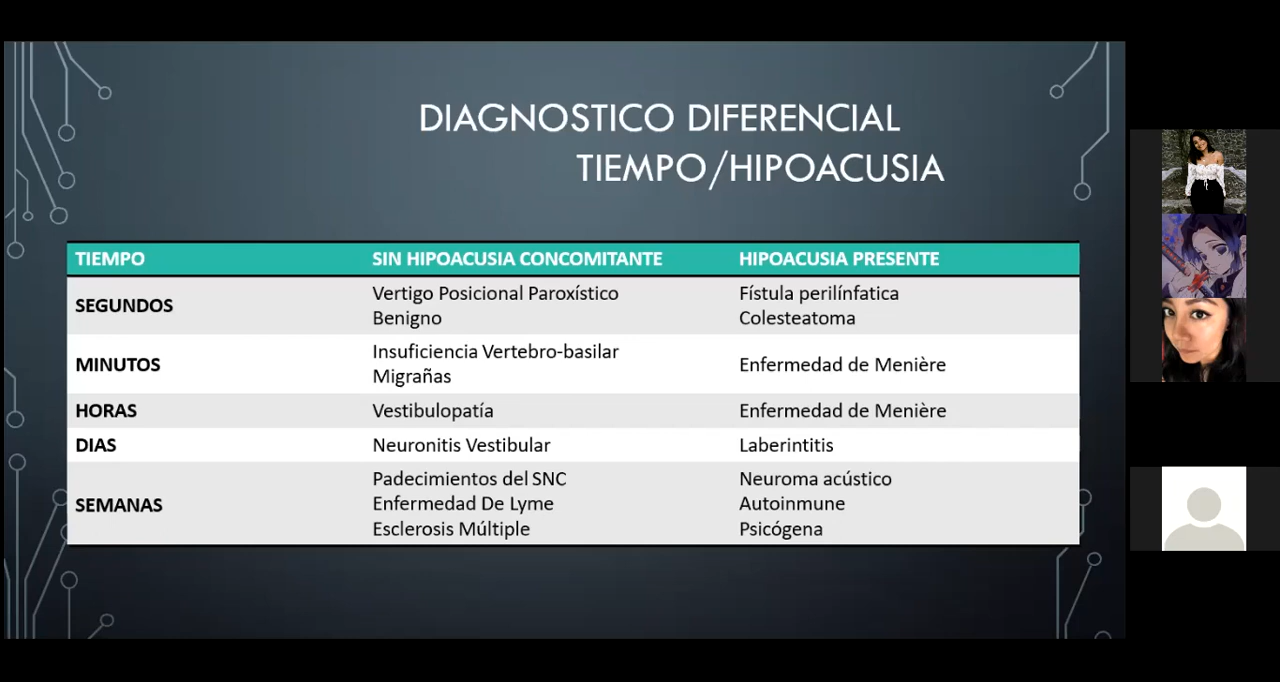 DIAGNOSTICO DIFERENCIAL
TIEMPO/HIPOACUSIA
TIEMPO SIN HIPOACUSIA CONCOMITANTE HIPOACUSIA PRESENTE
SEGUNDOS
Vertigo Posicional Paroxístico
Benigno
Fístula perilínfatica
Colesteatoma
MINUTOS
Insuficiencia Vertebro-basilar
Migrañas
Enfermedad de Menière
HORAS Vestibulopatía Enfermedad de Menière
DIAS Neuronitis Vestibular Laberintitis
SEMANAS
Padecimientos del SNC
Enfermedad De Lyme
Esclerosis Múltiple
Neuroma acústico
Autoinmune
Psicógena